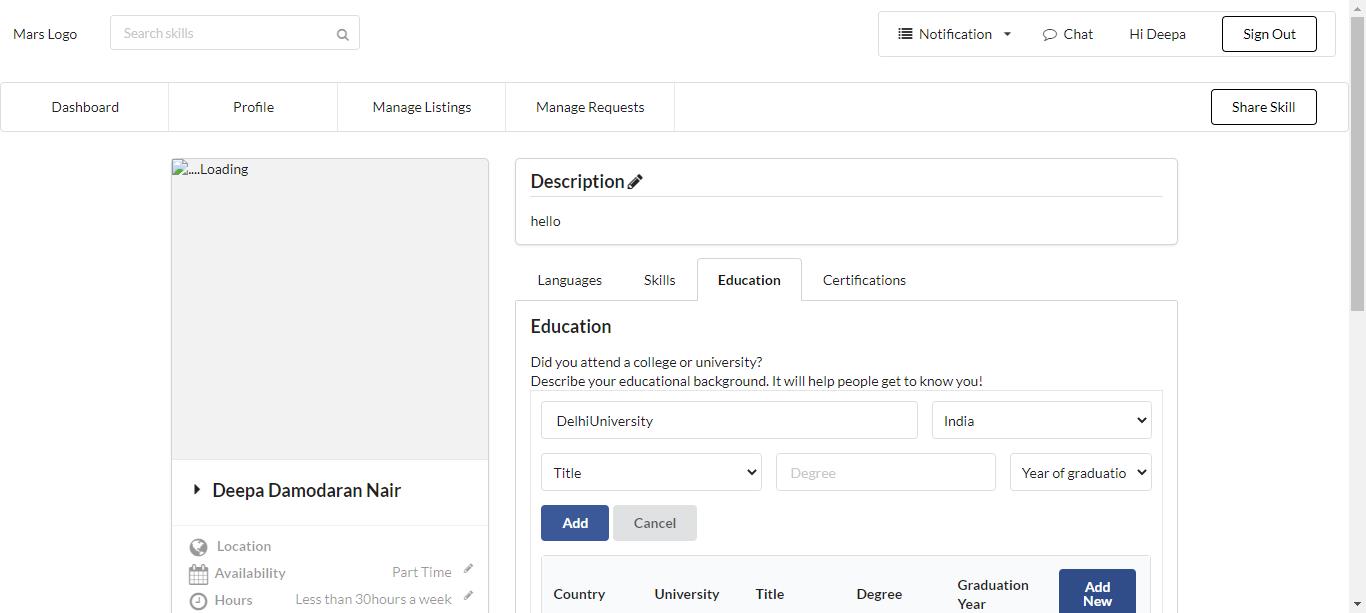 Mars Logo
Search skills
Notification
Chat
Hi Deepa
Sign Out
Dashboard
Profile
Manage Listings
Manage Requests
Share Skill
....Loading
Deepa Damodaran Nair
Location
Availability
Part Time
Hours
Less than 30hours a week
Description
hello
Languages
Skills
Education
Certifications
Education
Did you attend a college or university?
Describe your educational background. It will help people get to know you!
DelhiUniversity
India
Title
Degree
Year of graduatio
Add
Cancel
Country
University
Title
Degree
Graduation
Year
Add
New